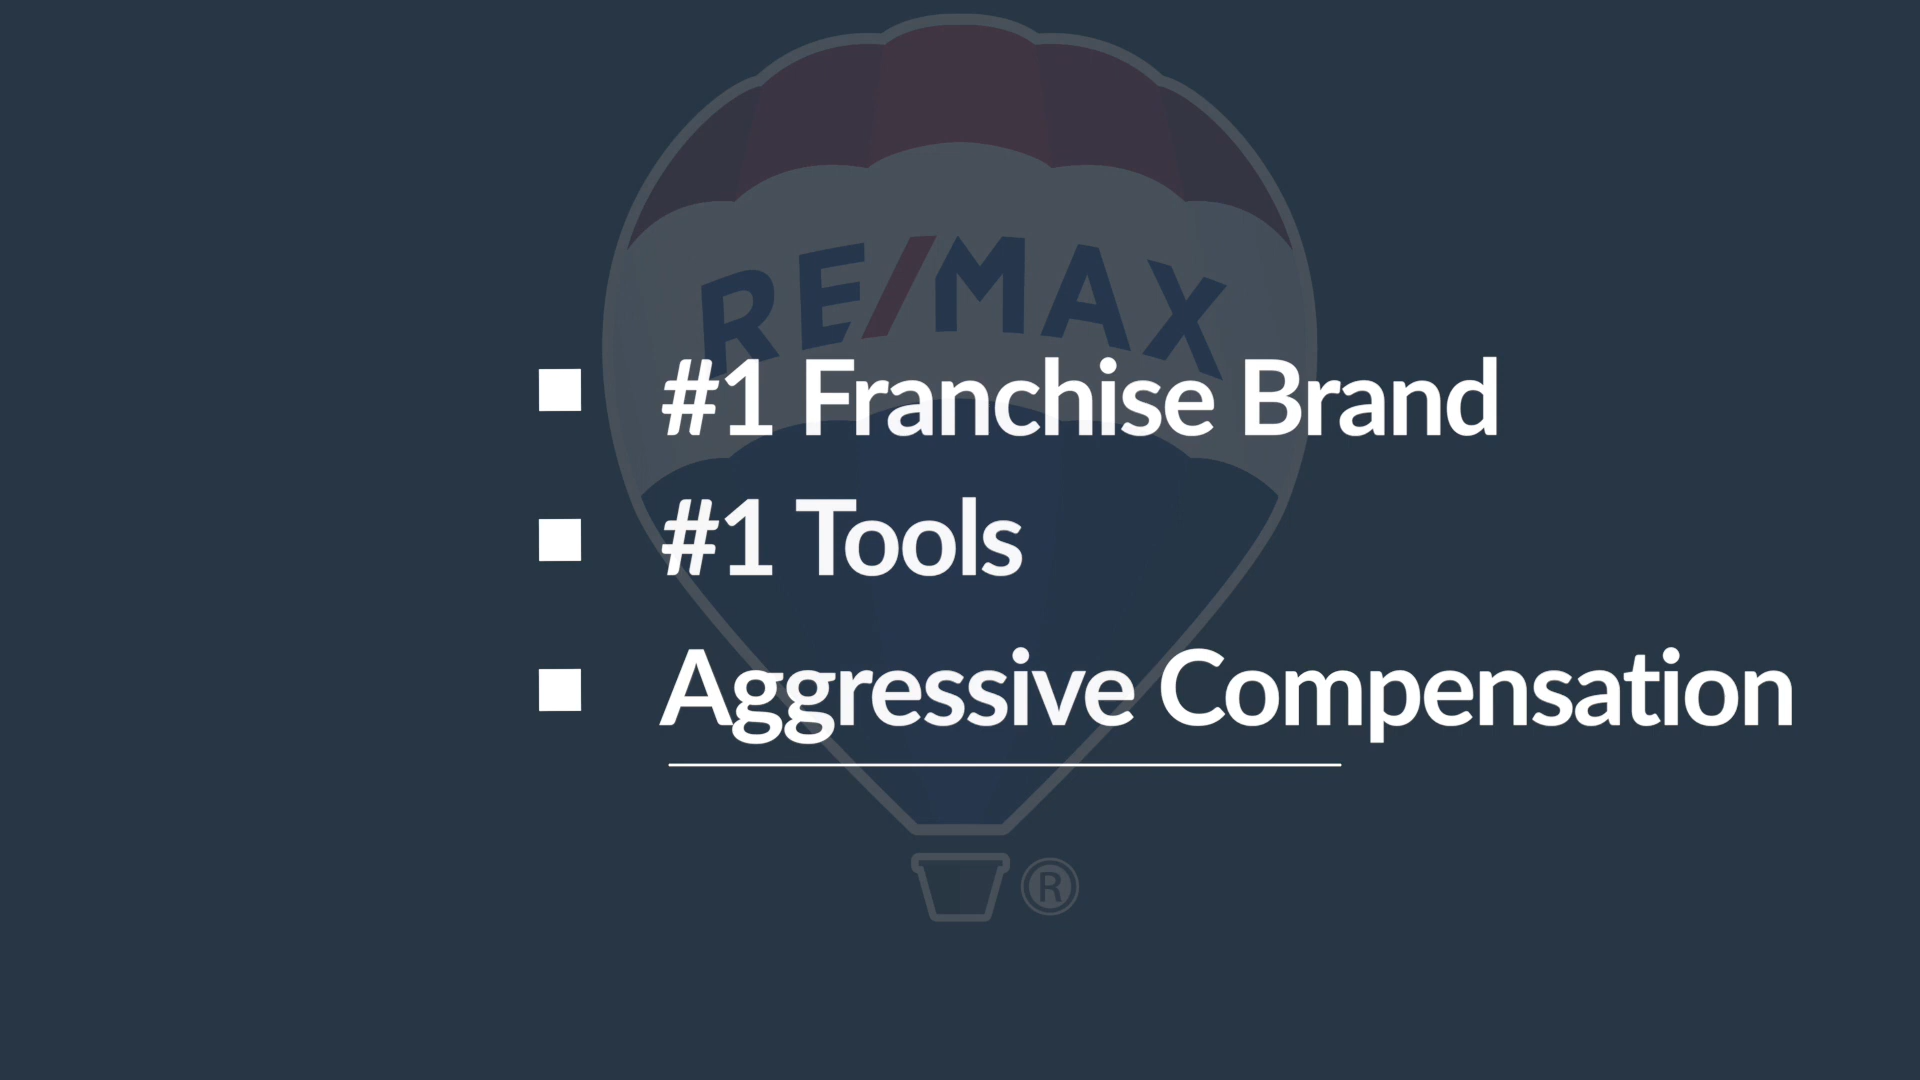 RE/MAX
#1 Franchise Brand
#1 Tools
Aggressive Compensation
®